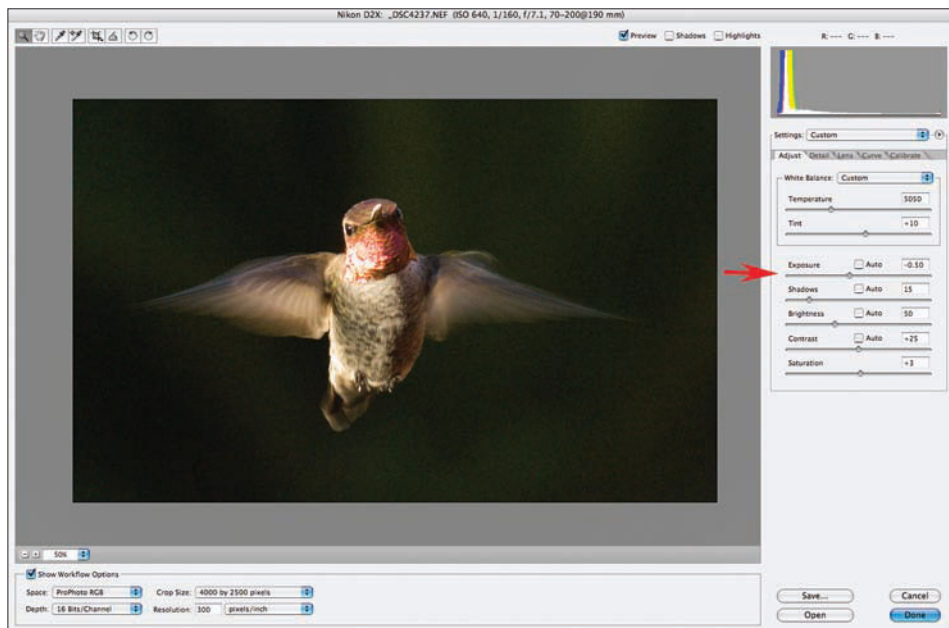 Nikon D2X: _DSC4237.NEF (ISO 640, 1/160, f/7.1, 70–200@190 mm)
Preview Shadows Highlights R: --- G: --- B: ---
Settings: Custom
Adjust Detail Lens Curve Calibrate
White Balance: Custom
Temperature 5050
Tint +10
Exposure Auto -0.50
Shadows Auto 15
Brightness Auto 50
Contrast Auto +25
Saturation +3
50%
Show Workflow Options
Space: ProPhoto RGB Crop Size: 4000 by 2500 pixels
Depth: 16 Bits/Channel Resolution: 300 pixels/inch
Save... Cancel
Open Done